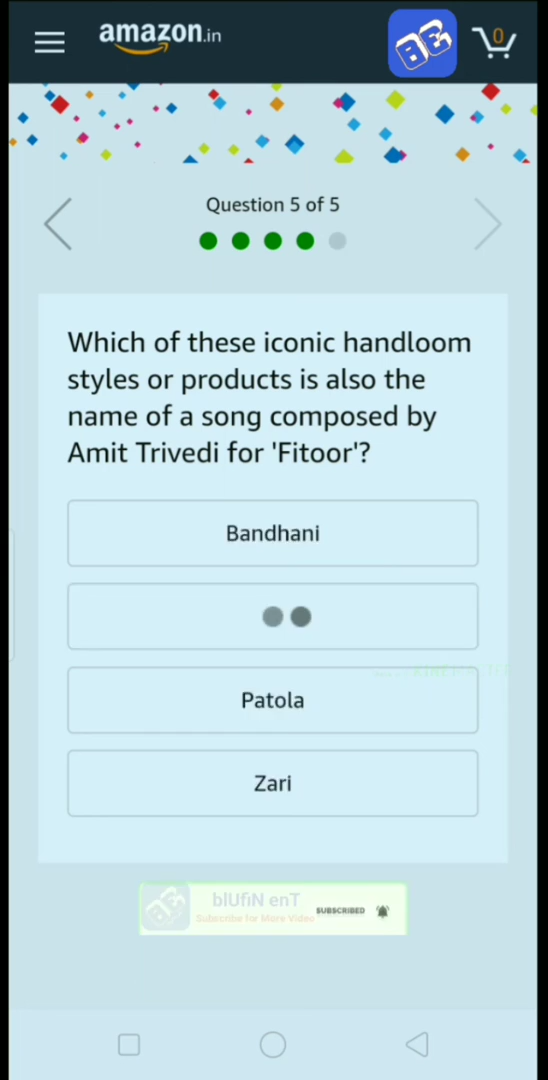 amazon.in
0
Question 5 of 5
Which of these iconic handloom
styles or products is also the
name of a song composed by
Amit Trivedi for 'Fitoor'?
Bandhani
Patola
Zari
blUfiN enT
Subscribe for More Video
SUBSCRIBED